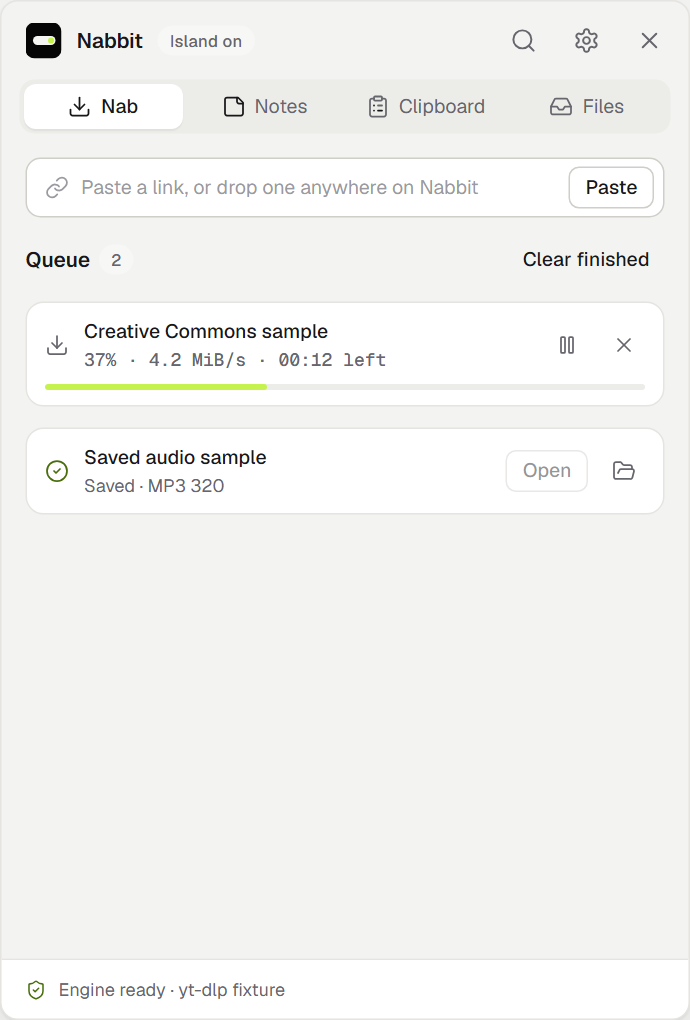 Nabbit Island on
Nab Notes Clipboard Files
Paste a link, or drop one anywhere on Nabbit Paste
Queue 2 Clear finished
Creative Commons sample
37% · 4.2 MiB/s · 00:12 left
Saved audio sample
Saved · MP3 320
Open
Engine ready · yt-dlp fixture